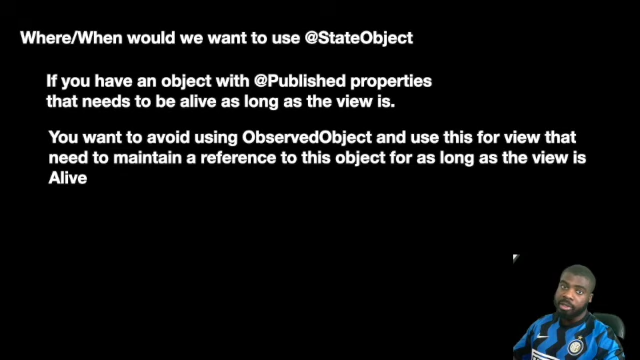 Where/When would we want to use @StateObject
If you have an object with @Published properties
that needs to be alive as long as the view is.
You want to avoid using ObservedObject and use this for view that
need to maintain a reference to this object for as long as the view is
Alive